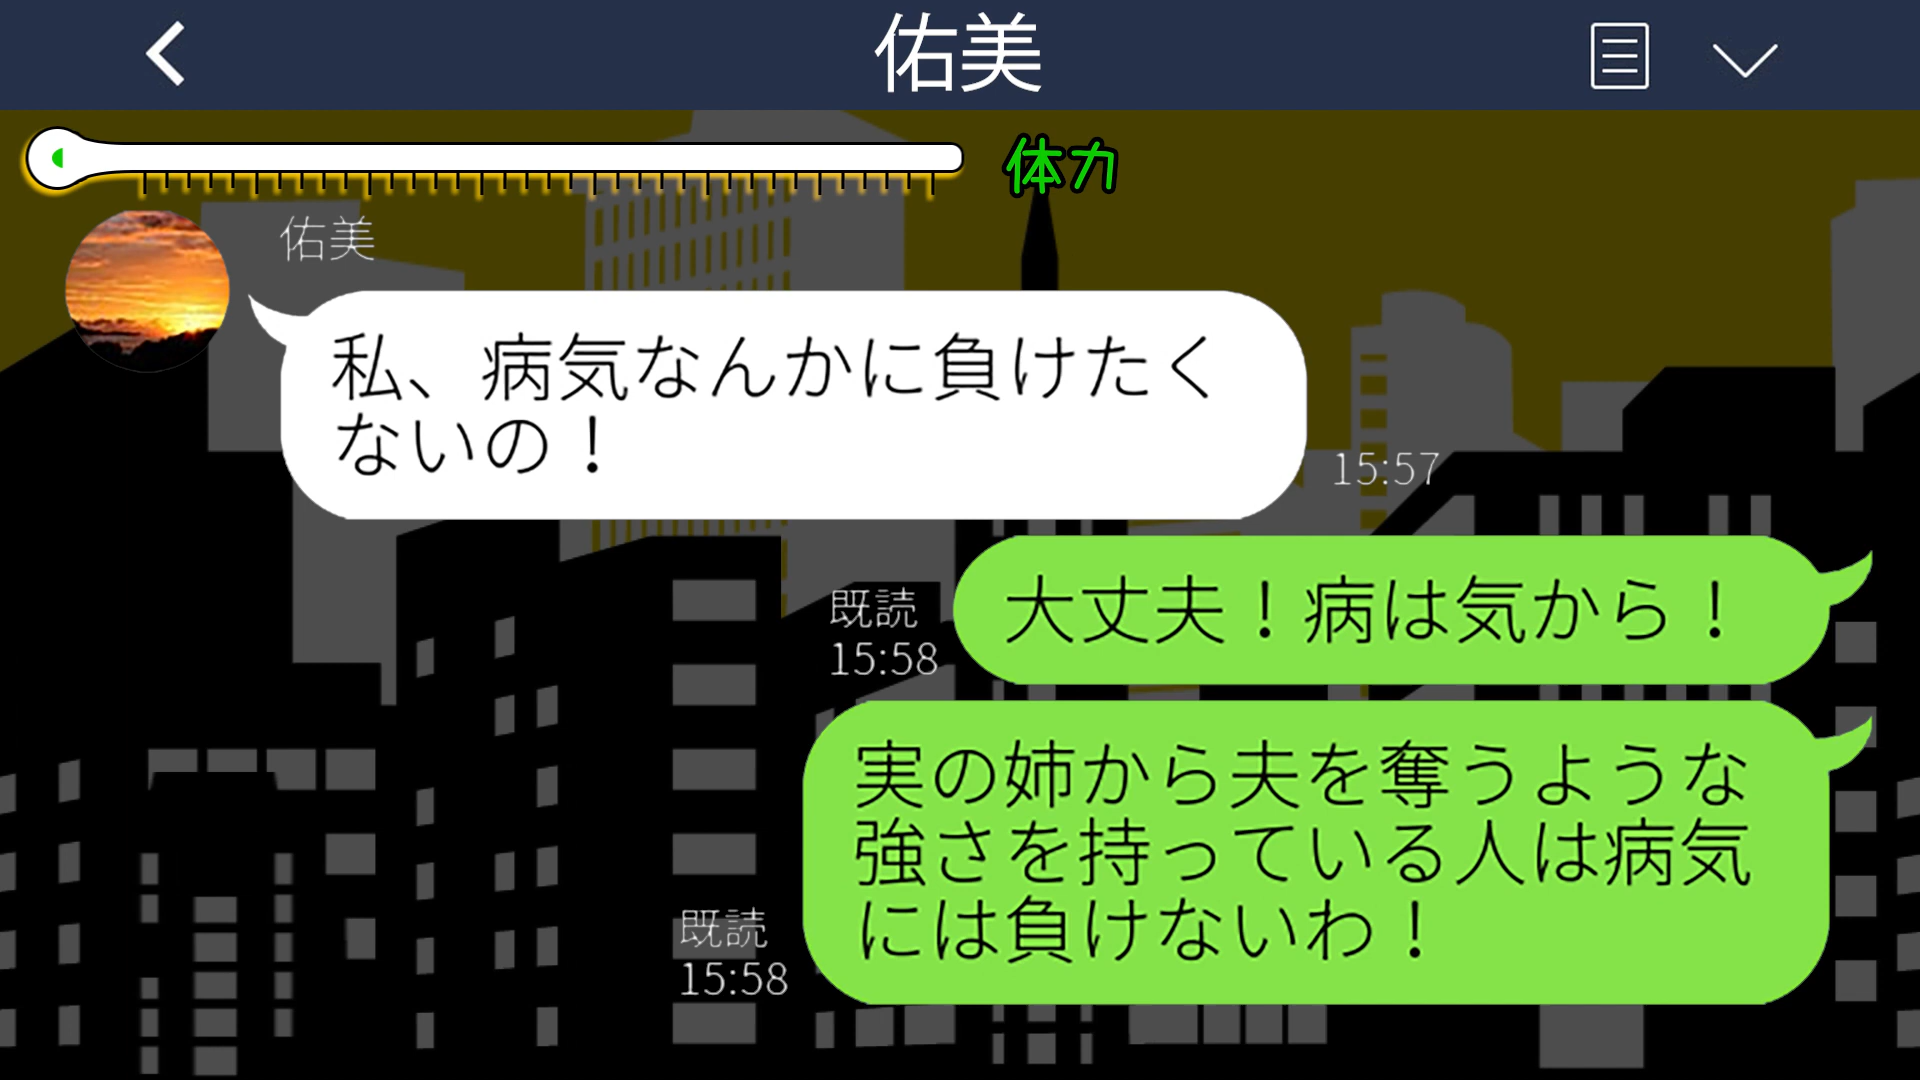 佑美
体力
佑美
私、病気なんかに負けたく
ないの！
15:57
大丈夫！病は気から！
既読
15:58
実の姉から夫を奪うような
強さを持っている人は病気
には負けないわ！
既読
15:58